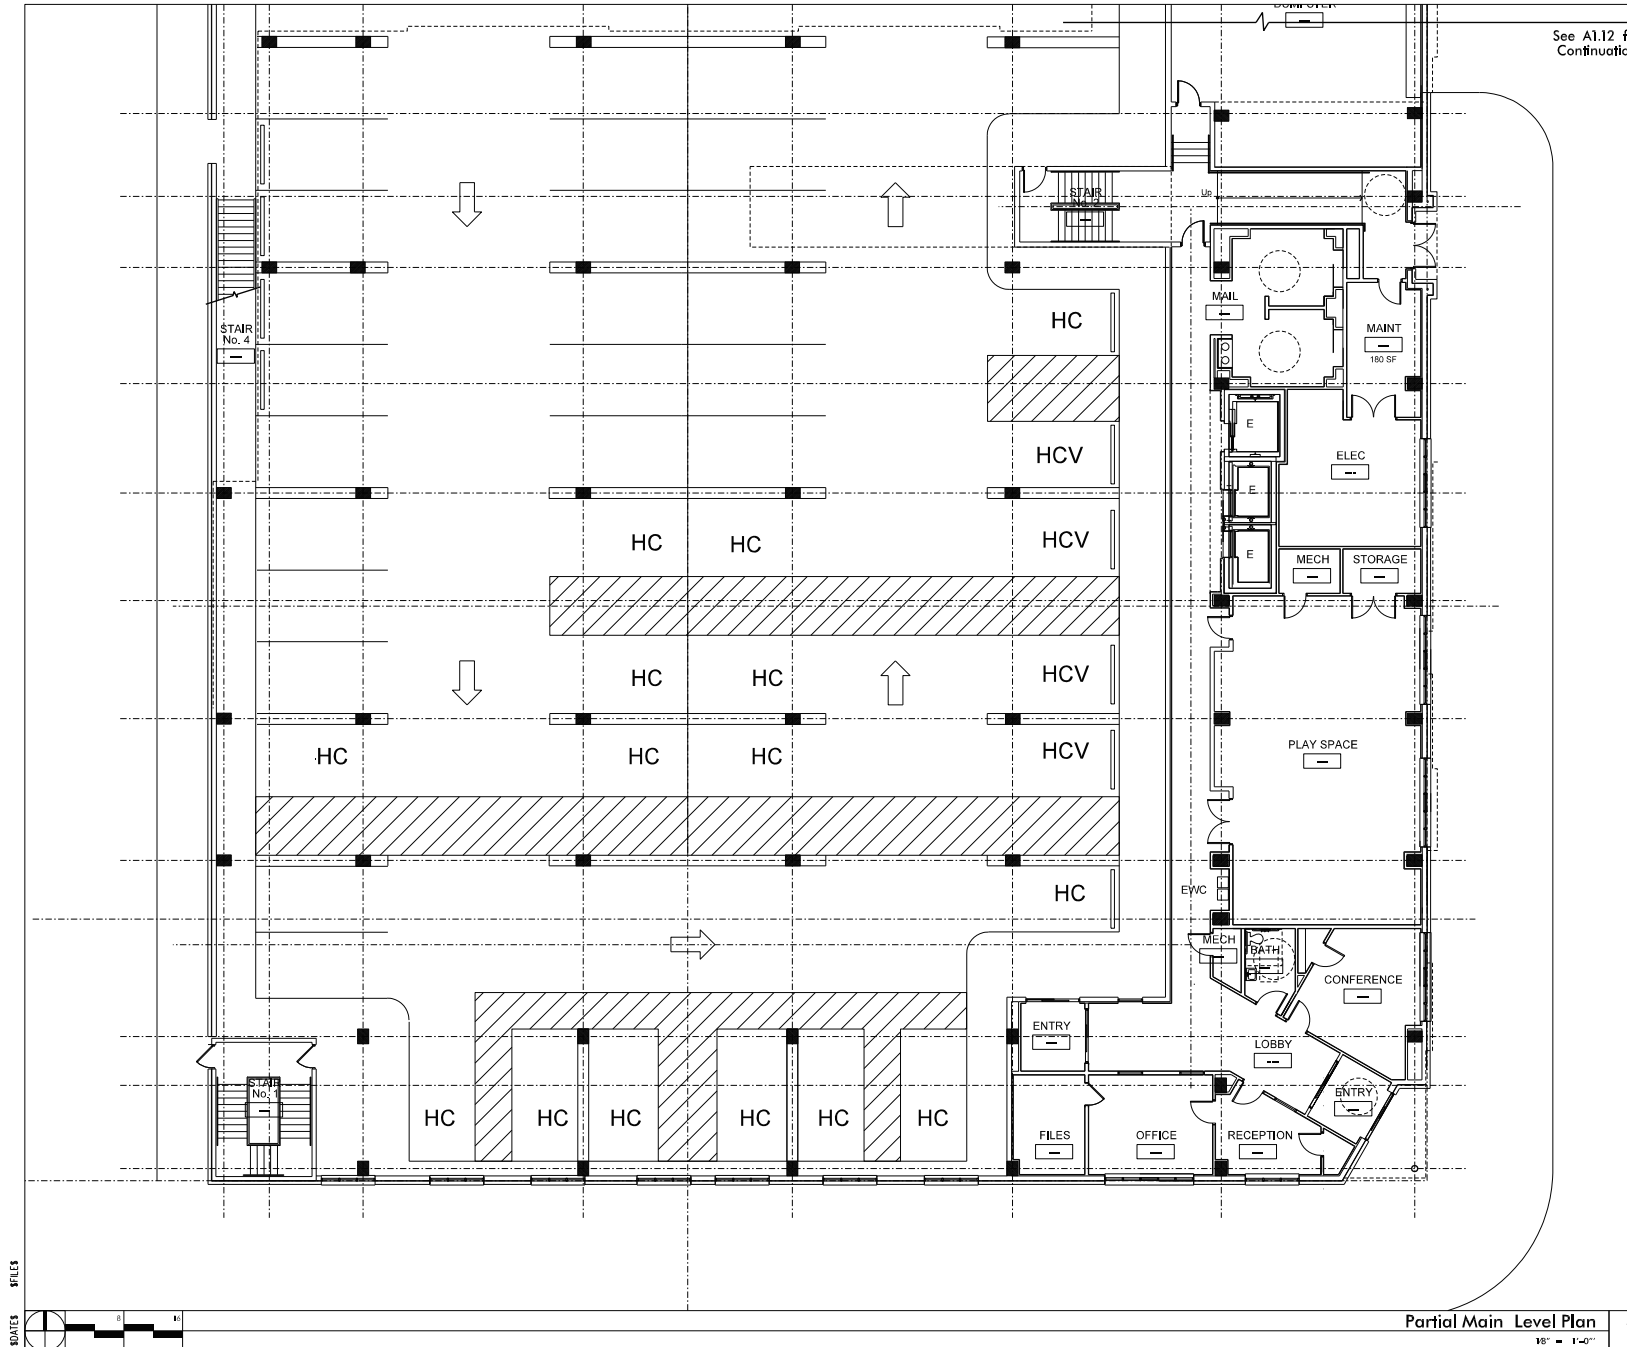 DUMPSTER
See A1.12 f
Continuatio
STAIR
No. 2
Up
MAIL
MAINT
180 SF
STAIR
No. 4
HC
HCV
E
ELEC
E
HC HC HCV
E
MECH STORAGE
HC HC HCV
HC HC HC HCV
PLAY SPACE
HC
EWC
MECH
BATH
CONFERENCE
ENTRY
LOBBY
STAIR
No. 1
ENTRY
HC HC HC HC HC HC
FILES OFFICE RECEPTION
$FILE$
$DATE$
8 16
Partial Main Level Plan
1/8" = 1'-0"